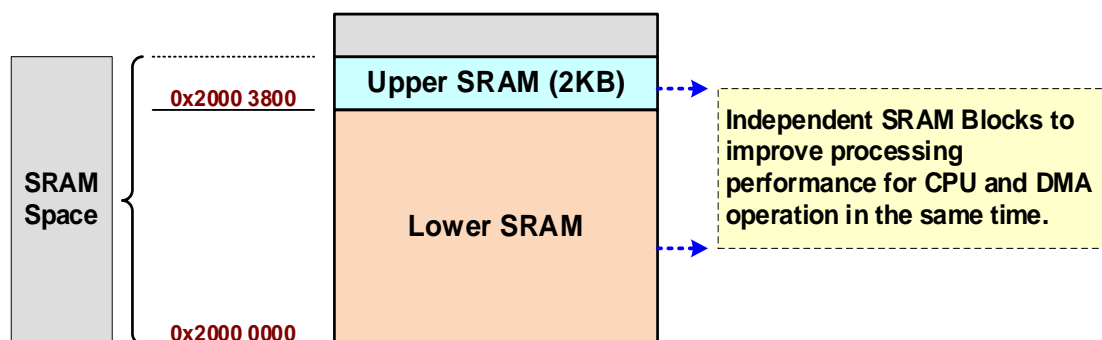 Upper SRAM (2KB)
0x2000 3800
Independent SRAM Blocks to
improve processing
performance for CPU and DMA
operation in the same time.
SRAM
Space
Lower SRAM
0x2000 0000